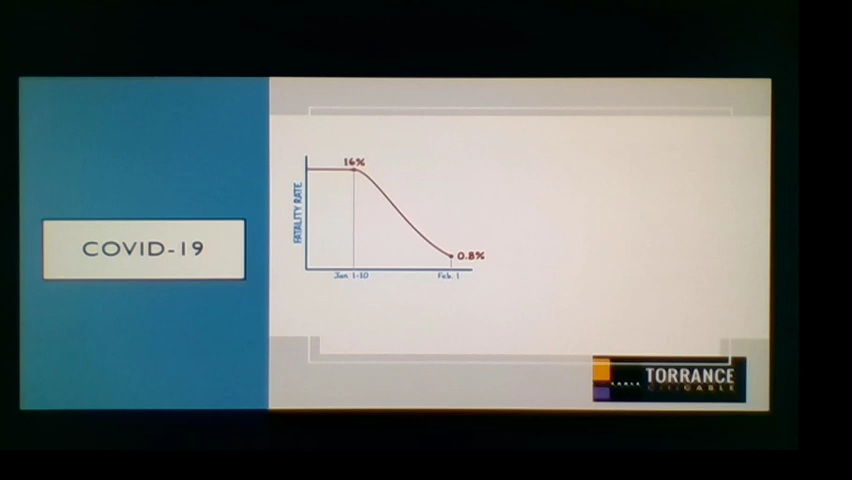 COVID-19
16%
FATALITY RATE
0.8%
Jan. 1-10
Feb. 1
TORRANCE
CABLE